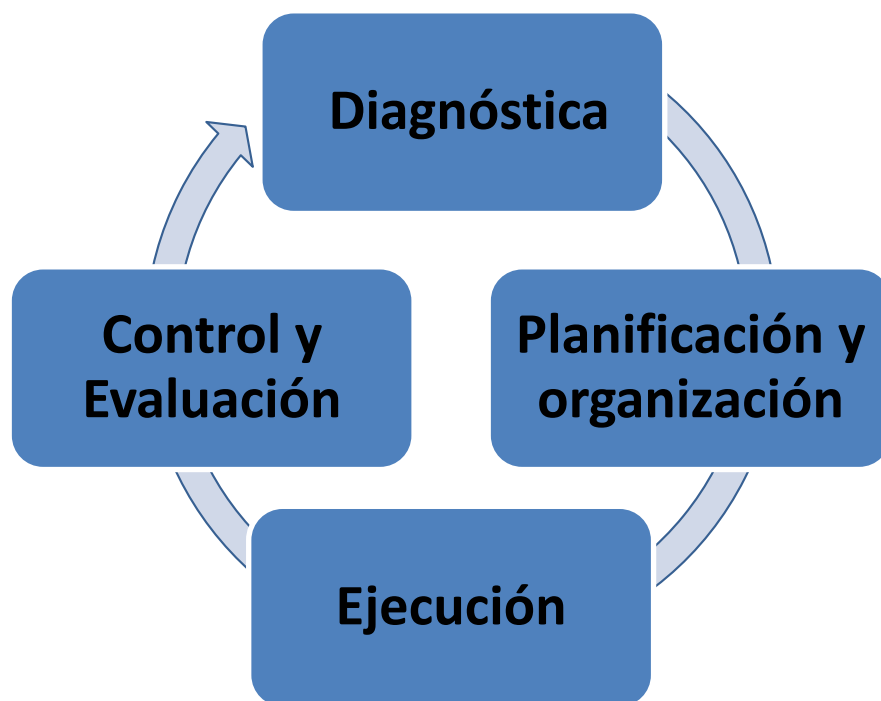 Diagnóstica
Planificación y
organización
Ejecución
Control y
Evaluación